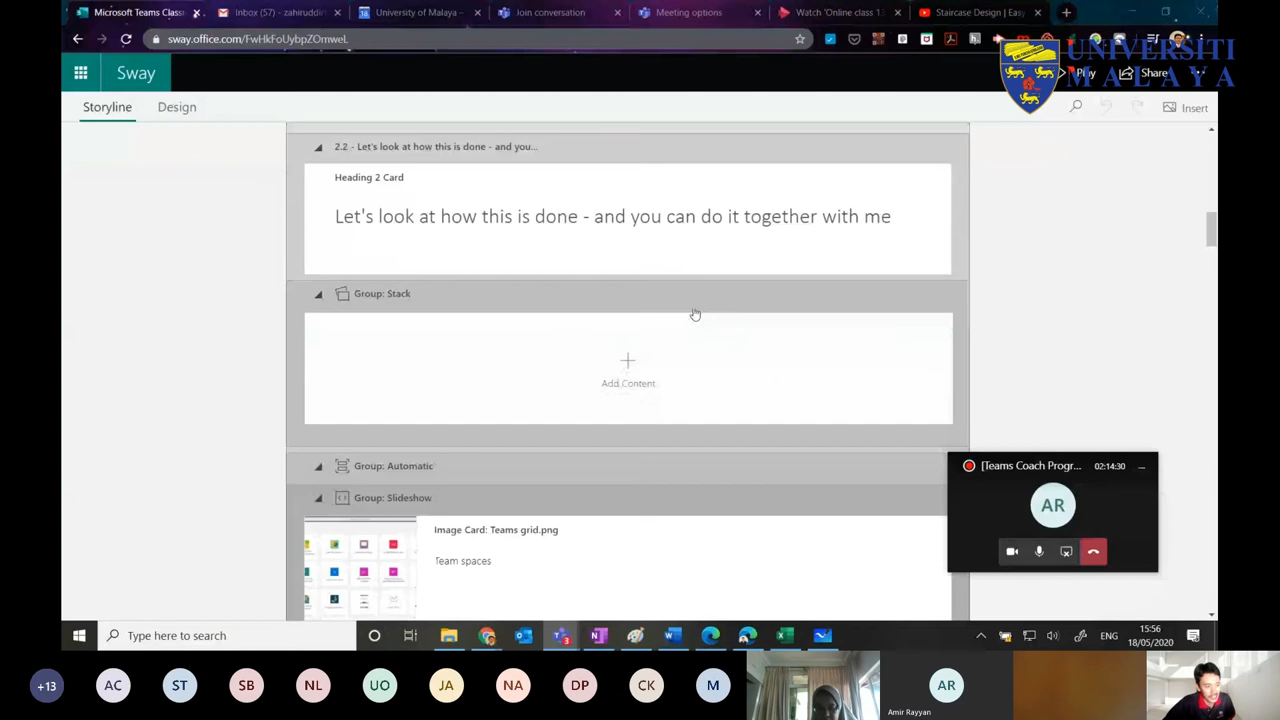 Microsoft Teams Class
Inbox (57) - zahiruddin
University of Malaya -
Join conversation
Meeting options
Watch 'Online class 1
Staircase Design | Easy
sway.office.com/FwHkFoUybpZOmweL
UNIVERSITI
MALAYA
Sway
Play
Share
Storyline
Design
Insert
2.2 - Let's look at how this is done - and you...
Heading 2 Card
Let's look at how this is done - and you can do it together with me
Group: Stack
Add Content
Group: Automatic
Group: Slideshow
Image Card: Teams grid.png
Team spaces
[Teams Coach Progr...
02:14:30
AR
Type here to search
ENG
15:56
18/05/2020
+13
AC
ST
SB
NL
UO
JA
NA
DP
CK
M
AR
Amir Rayyan